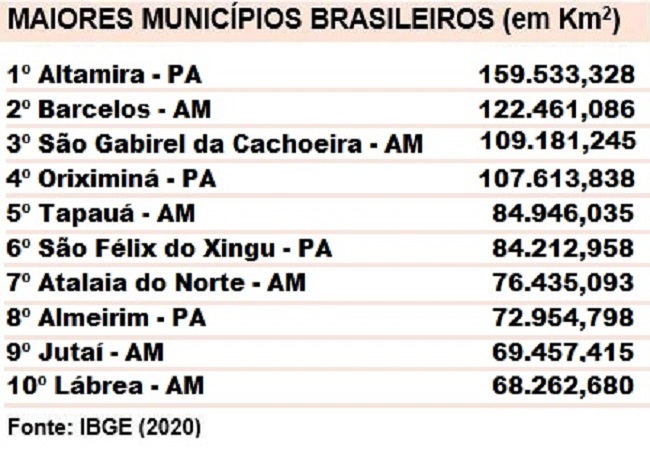 MAIORES MUNICÍPIOS BRASILEIROS (em Km²)
1º Altamira - PA 159.533,328
2º Barcelos - AM 122.461,086
3º São Gabirel da Cachoeira - AM 109.181,245
4º Oriximiná - PA 107.613,838
5º Tapauá - AM 84.946,035
6º São Félix do Xingu - PA 84.212,958
7º Atalaia do Norte - AM 76.435,093
8º Almeirim - PA 72.954,798
9º Jutaí - AM 69.457.415
10º Lábrea - AM 68.262,680
Fonte: IBGE (2020)